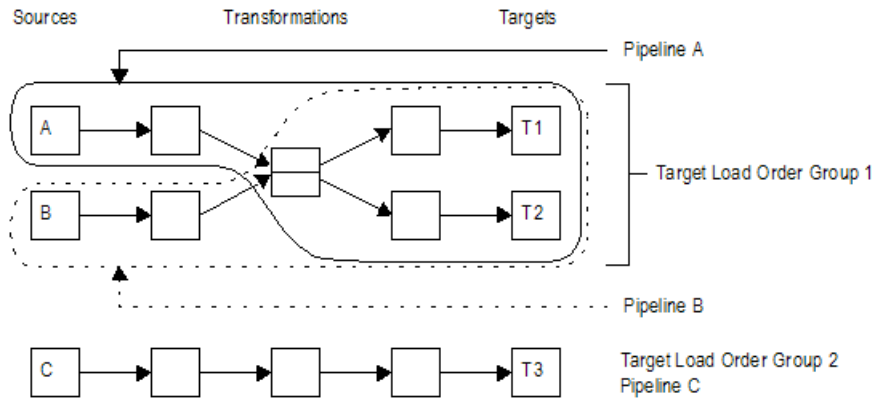 Sources Transformations Targets
Pipeline A
A T1
Target Load Order Group 1
B T2
Pipeline B
C T3
Target Load Order Group 2
Pipeline C